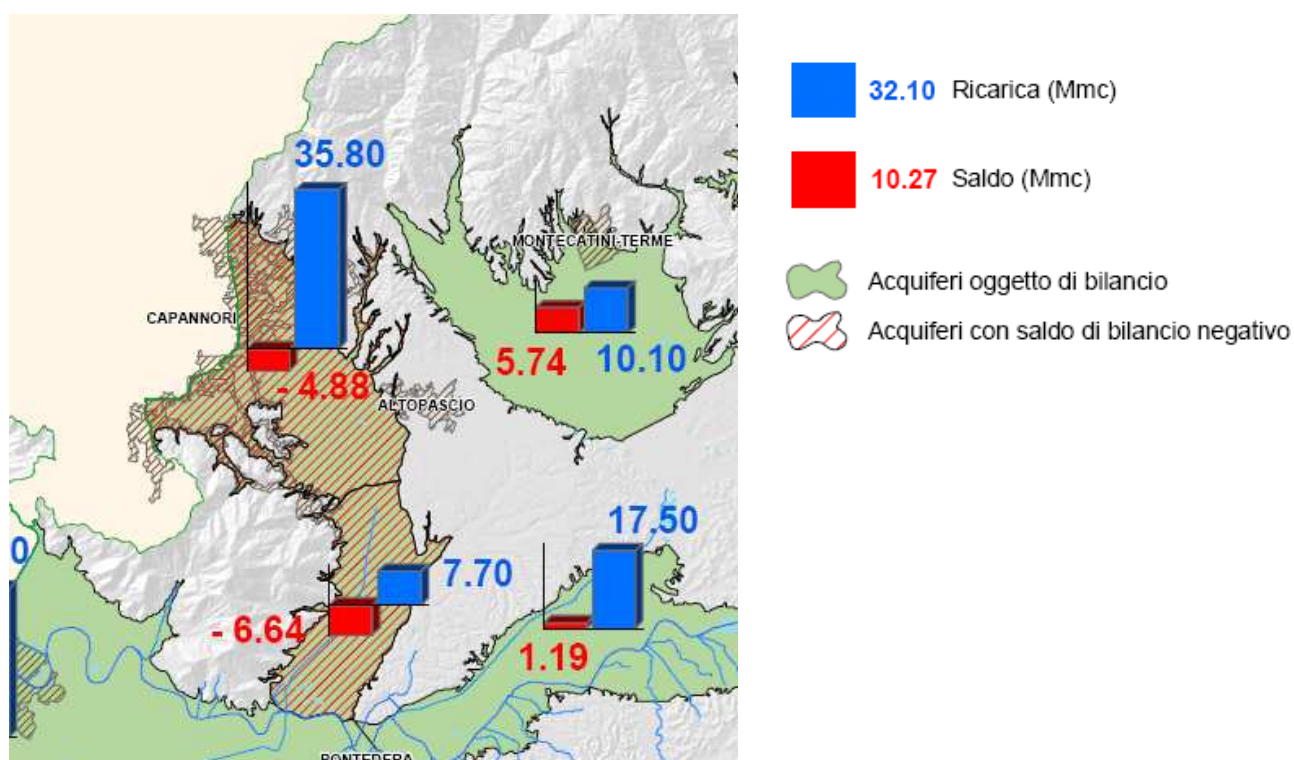 35.80
MONTECATINI-TERME
CAPANNORI
5.74
10.10
- 4.88
ALTOPASCIO
17.50
0
7.70
- 6.64
1.19
PONTEDERA
32.10 Ricarica (Mmc)
10.27 Saldo (Mmc)
Acquiferi oggetto di bilancio
Acquiferi con saldo di bilancio negativo